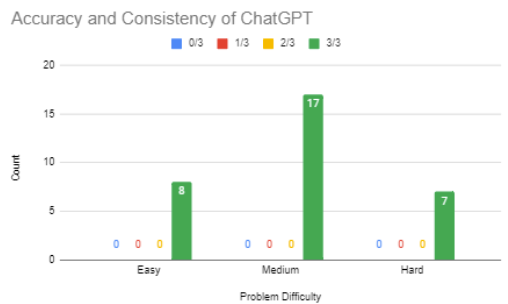 Accuracy and Consistency of ChatGPT
0/3 1/3 2/3 3/3
20
15
10
5
0
Count
0 0 0 8
0 0 0 17
0 0 0 7
Easy Medium Hard
Problem Difficulty